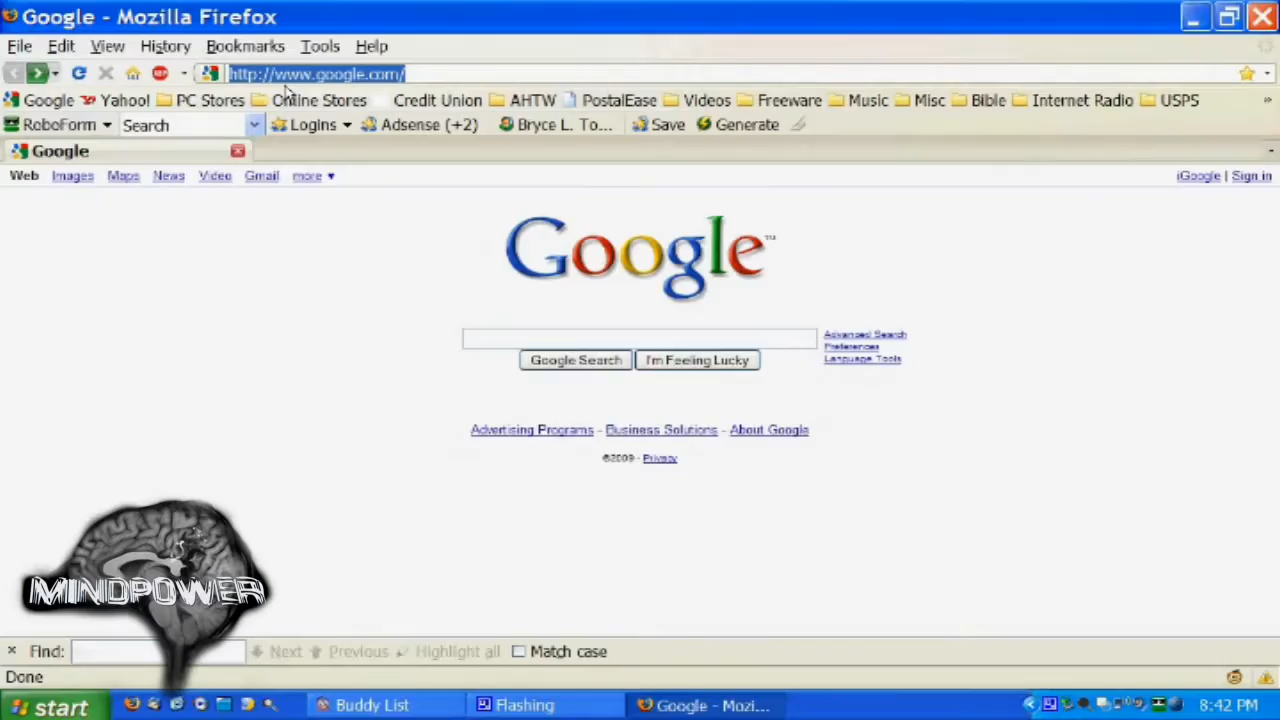 Google - Mozilla Firefox
File Edit View History Bookmarks Tools Help
http://www.google.com/
Google Yahoo! PC Stores Online Stores Credit Union AHTW PostalEase Videos Freeware Music Misc Bible Internet Radio USPS »
RoboForm Search Logins Adsense (+2) Bryce L. To... Save Generate
Google
Web Images Maps News Video Gmail more ▼ iGoogle | Sign in
Google™
Advanced Search
Preferences
Language Tools
Google Search I'm Feeling Lucky
Advertising Programs - Business Solutions - About Google
©2009 - Privacy
MINDPOWER
Find: Next Previous Highlight all Match case
Done
start Buddy List Flashing Google - Mozi... 8:42 PM